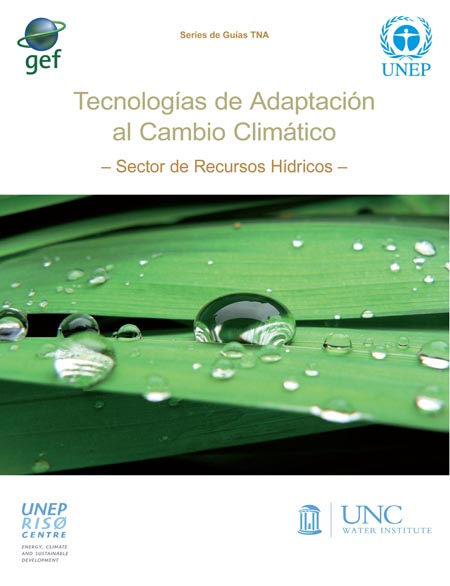 Series de Guías TNA
gef
UNEP
Tecnologías de Adaptación
al Cambio Climático
– Sector de Recursos Hídricos –
UNEP
RISØ
CENTRE
ENERGY, CLIMATE
AND SUSTAINABLE
DEVELOPMENT
UNC
WATER INSTITUTE